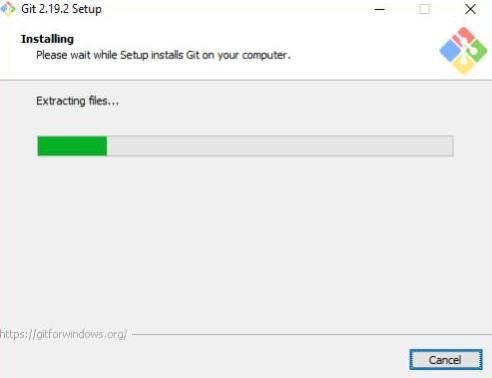 Git 2.19.2 Setup
Installing
Please wait while Setup installs Git on your computer.
Extracting files...
https://gitforwindows.org/
Cancel